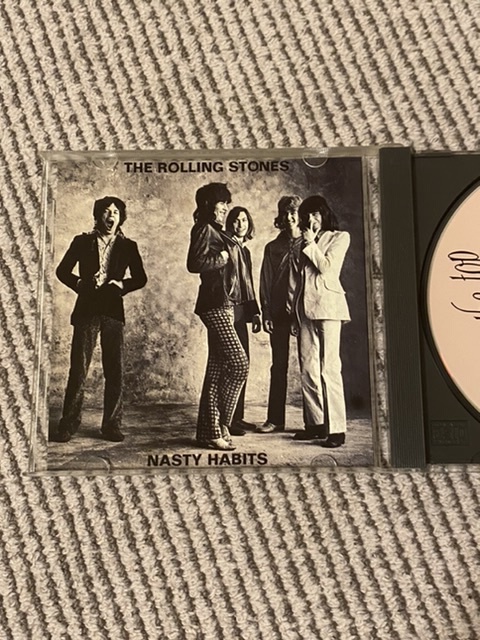 THE ROLLING STONES
NASTY HABITS